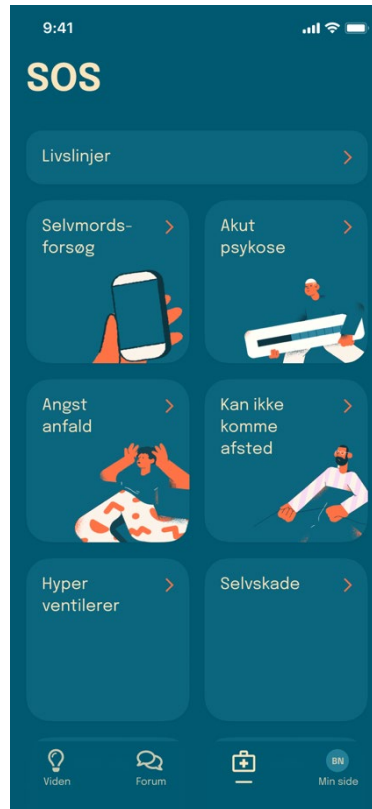 9:41
SOS
Livslinjer
Selvmords-
forsøg
Akut
psykose
Angst
anfald
Kan ikke
komme
afsted
Hyper
ventilerer
Selvskade
Viden
Forum
BN
Min side